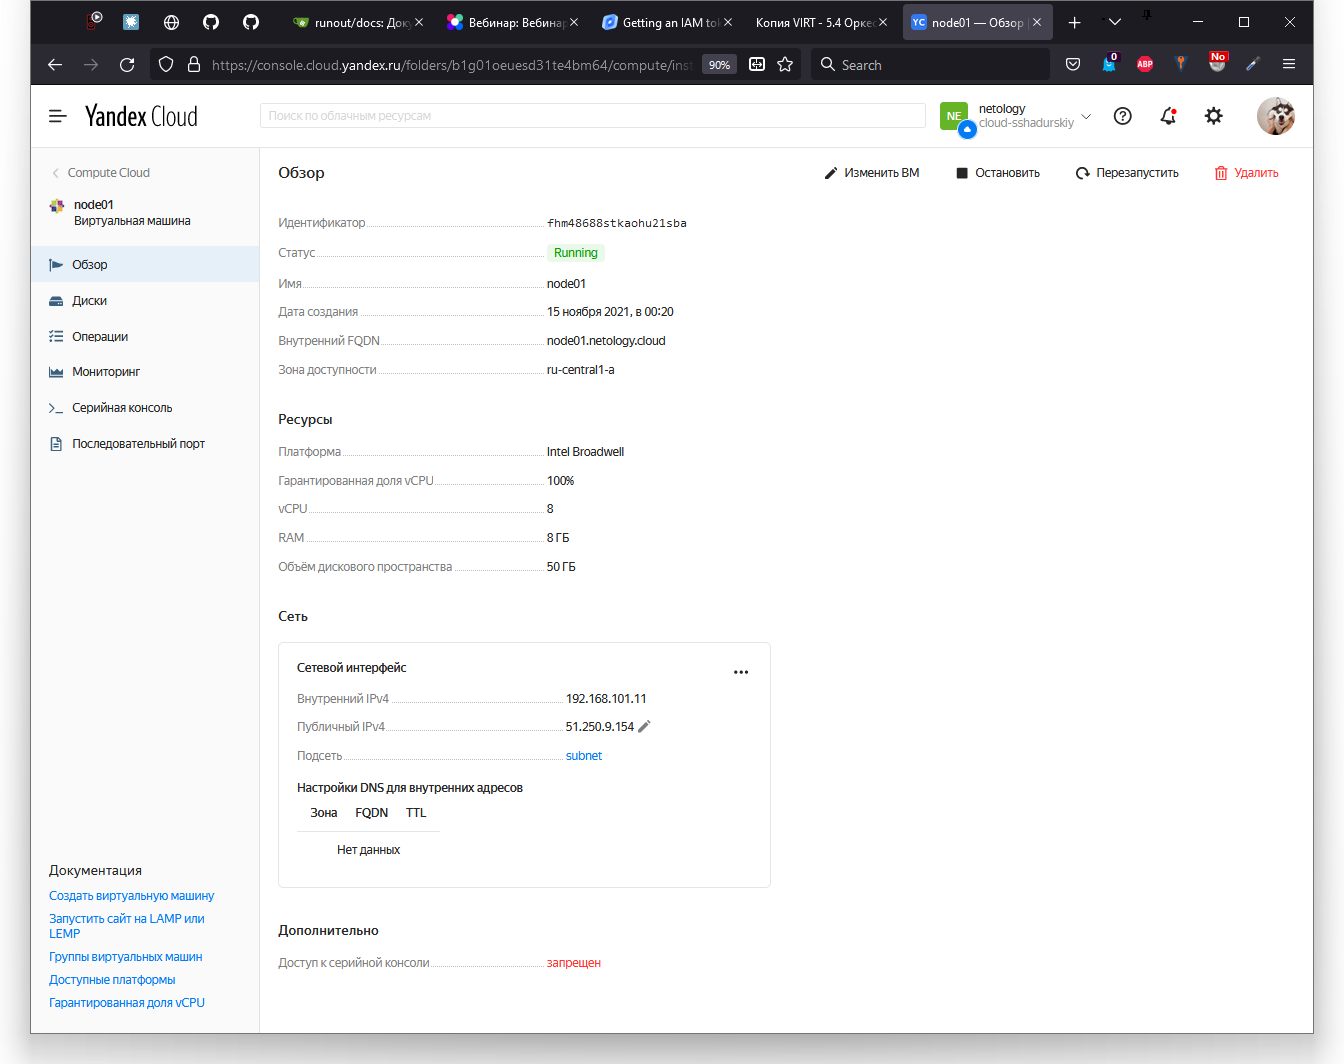 runout/docs: Доку
Вебинар: Вебинар
Getting an IAM tok
Копия VIRT - 5.4 Оркес
YC node01 — Обзор
https://console.cloud.yandex.ru/folders/b1g01oeuesd31te4bm64/compute/inst
90%
Search
0
ABP
No
Yandex Cloud
Поиск по облачным ресурсам
NE
netology
cloud-sshadurskiy
Compute Cloud
node01
Виртуальная машина
Обзор
Диски
Операции
Мониторинг
Серийная консоль
Последовательный порт
Документация
Создать виртуальную машину
Запустить сайт на LAMP или
LEMP
Группы виртуальных машин
Доступные платформы
Гарантированная доля vCPU
Обзор
Изменить ВМ
Остановить
Перезапустить
Удалить
Идентификатор fhm48688stkaohu21sba
Статус Running
Имя node01
Дата создания 15 ноября 2021, в 00:20
Внутренний FQDN node01.netology.cloud
Зона доступности ru-central1-a
Ресурсы
Платформа Intel Broadwell
Гарантированная доля vCPU 100%
vCPU 8
RAM 8 ГБ
Объём дискового пространства 50 ГБ
Сеть
Сетевой интерфейс
Внутренний IPv4 192.168.101.11
Публичный IPv4 51.250.9.154
Подсеть subnet
Настройки DNS для внутренних адресов
Зона FQDN TTL
Нет данных
Дополнительно
Доступ к серийной консоли запрещен